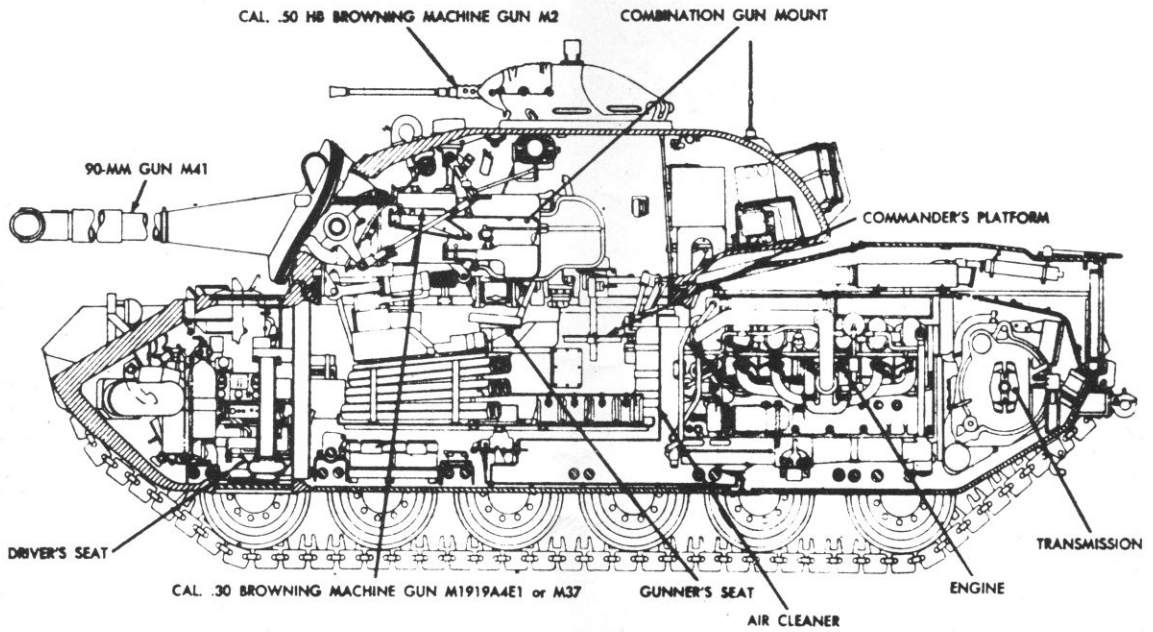 CAL. .50 HB BROWNING MACHINE GUN M2
COMBINATION GUN MOUNT
90-MM GUN M41
COMMANDER'S PLATFORM
DRIVER'S SEAT
TRANSMISSION
CAL. .30 BROWNING MACHINE GUN M1919A4E1 or M37
GUNNER'S SEAT
ENGINE
AIR CLEANER